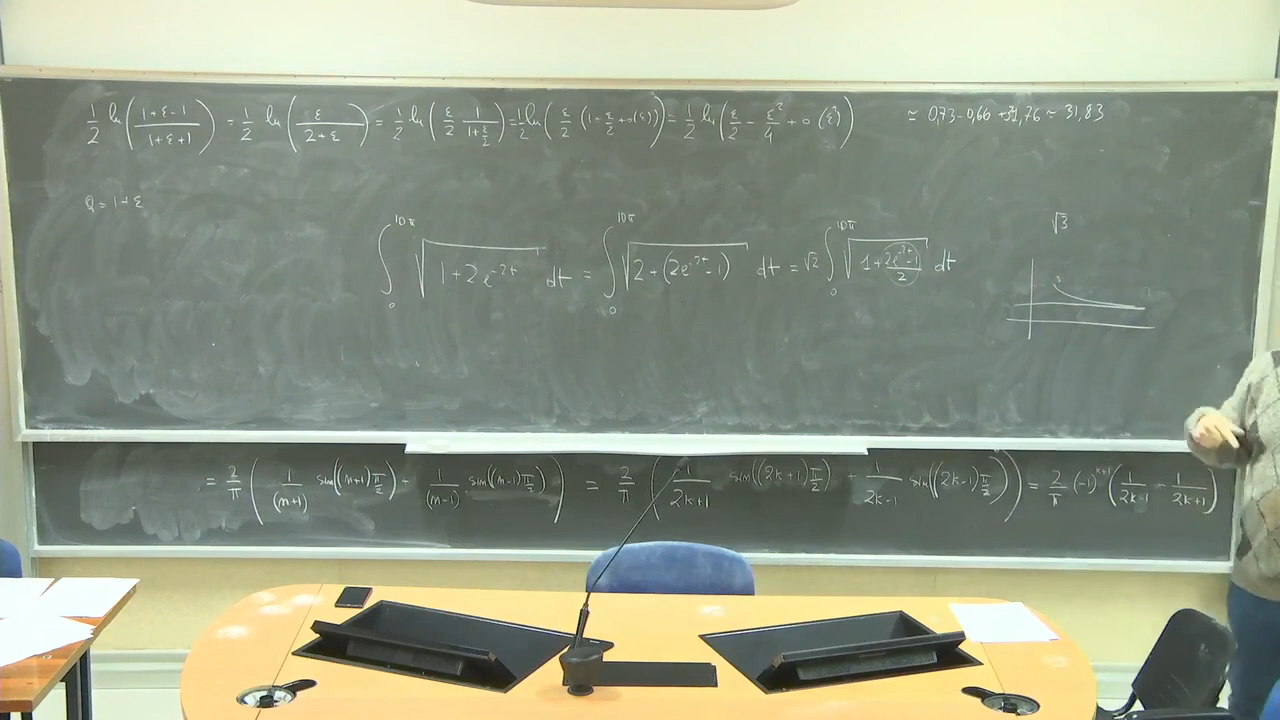 1/2 ln((1+ε-1)/(1+ε+1)) = 1/2 ln(ε/(2+ε)) = 1/2 ln(ε/2 · 1/(1+ε/2)) = 1/2 ln(ε/2 (1-ε/2+o(ε))) = 1/2 ln(ε/2 - ε²/4 + o(ε²)) ≃ 0,73-0,66+31,76 ≃ 31,83
Q = 1+ε
√3
∫₀^{10π} √(1+2e^{-2t}) dt = ∫₀^{10π} √(2+(2e^{-2t}-1)) dt = √2 ∫₀^{10π} √(1+(2e^{-2t}-1)/2) dt
= 2/π (1/(n+1) sin((n+1)π/2) + 1/(n-1) sin((n-1)π/2)) = 2/π (1/(2k+1) sin((2k+1)π/2) + 1/(2k-1) sin((2k-1)π/2)) = 2/π (-1)^{k+1} (1/(2k-1) - 1/(2k+1))